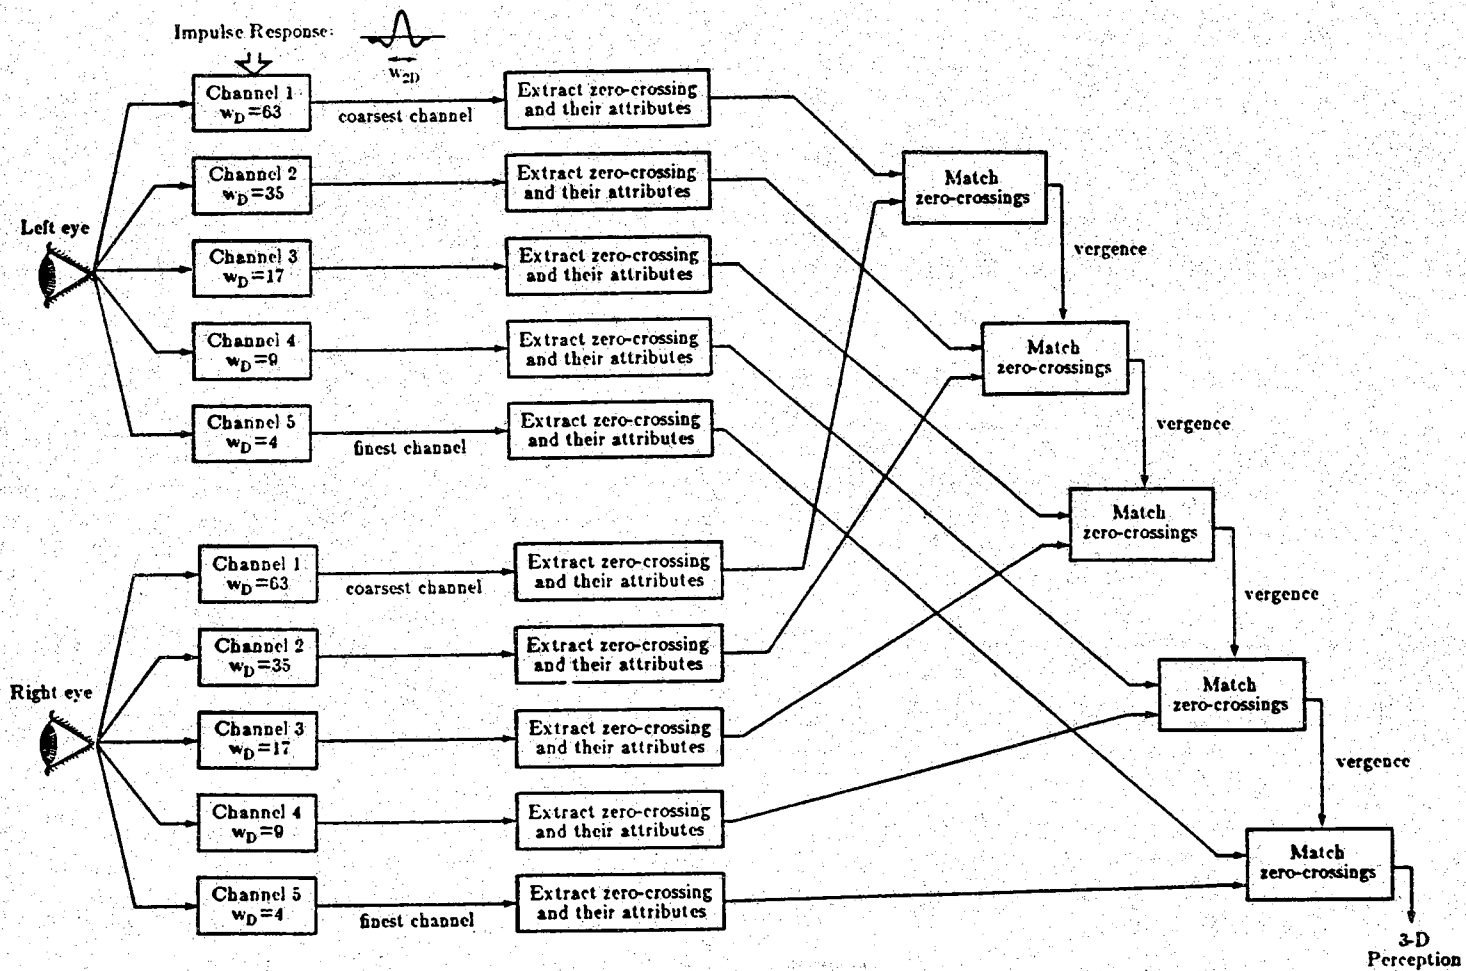 Impulse Response:
w2D
Channel 1
wD=63
coarsest channel
Extract zero-crossing
and their attributes
Channel 2
wD=35
Extract zero-crossing
and their attributes
Match
zero-crossings
Left eye
Channel 3
wD=17
Extract zero-crossing
and their attributes
vergence
Channel 4
wD=9
Extract zero-crossing
and their attributes
Match
zero-crossings
Channel 5
wD=4
finest channel
Extract zero-crossing
and their attributes
vergence
Match
zero-crossings
Channel 1
wD=63
coarsest channel
Extract zero-crossing
and their attributes
vergence
Channel 2
wD=35
Extract zero-crossing
and their attributes
Match
zero-crossings
Right eye
Channel 3
wD=17
Extract zero-crossing
and their attributes
vergence
Channel 4
wD=9
Extract zero-crossing
and their attributes
Match
zero-crossings
Channel 5
wD=4
finest channel
Extract zero-crossing
and their attributes
3-D
Perception